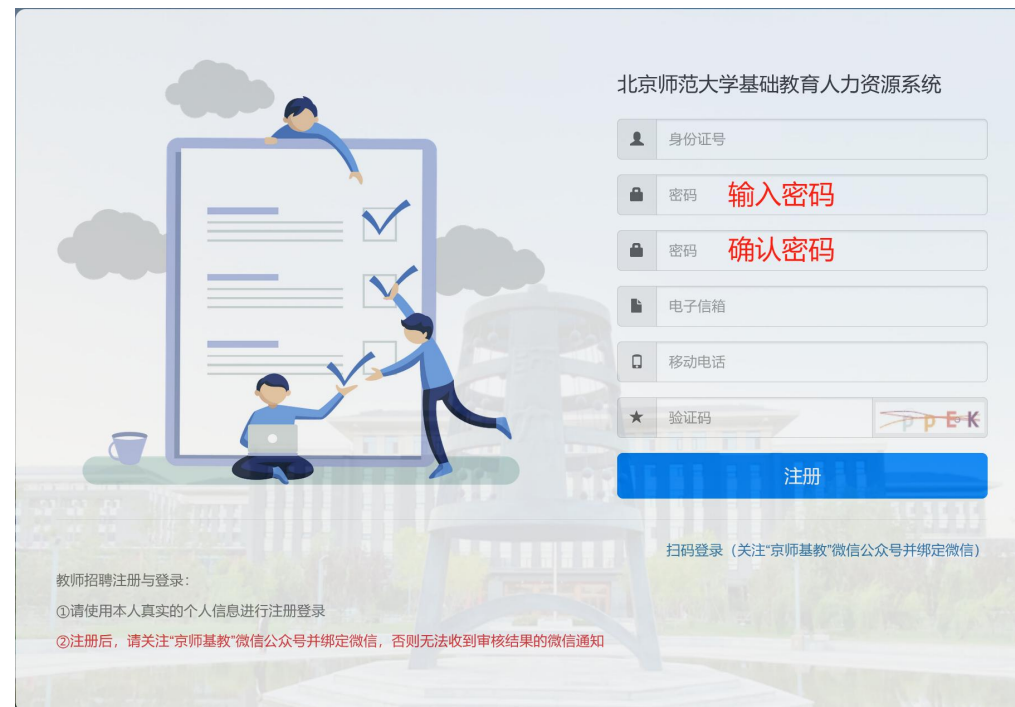 北京师范大学基础教育人力资源系统
身份证号
密码 输入密码
密码 确认密码
电子信箱
移动电话
验证码 ppEK
注册
扫码登录（关注“京师基教”微信公众号并绑定微信）
教师招聘注册与登录：
①请使用本人真实的个人信息进行注册登录
②注册后，请关注“京师基教”微信公众号并绑定微信，否则无法收到审核结果的微信通知